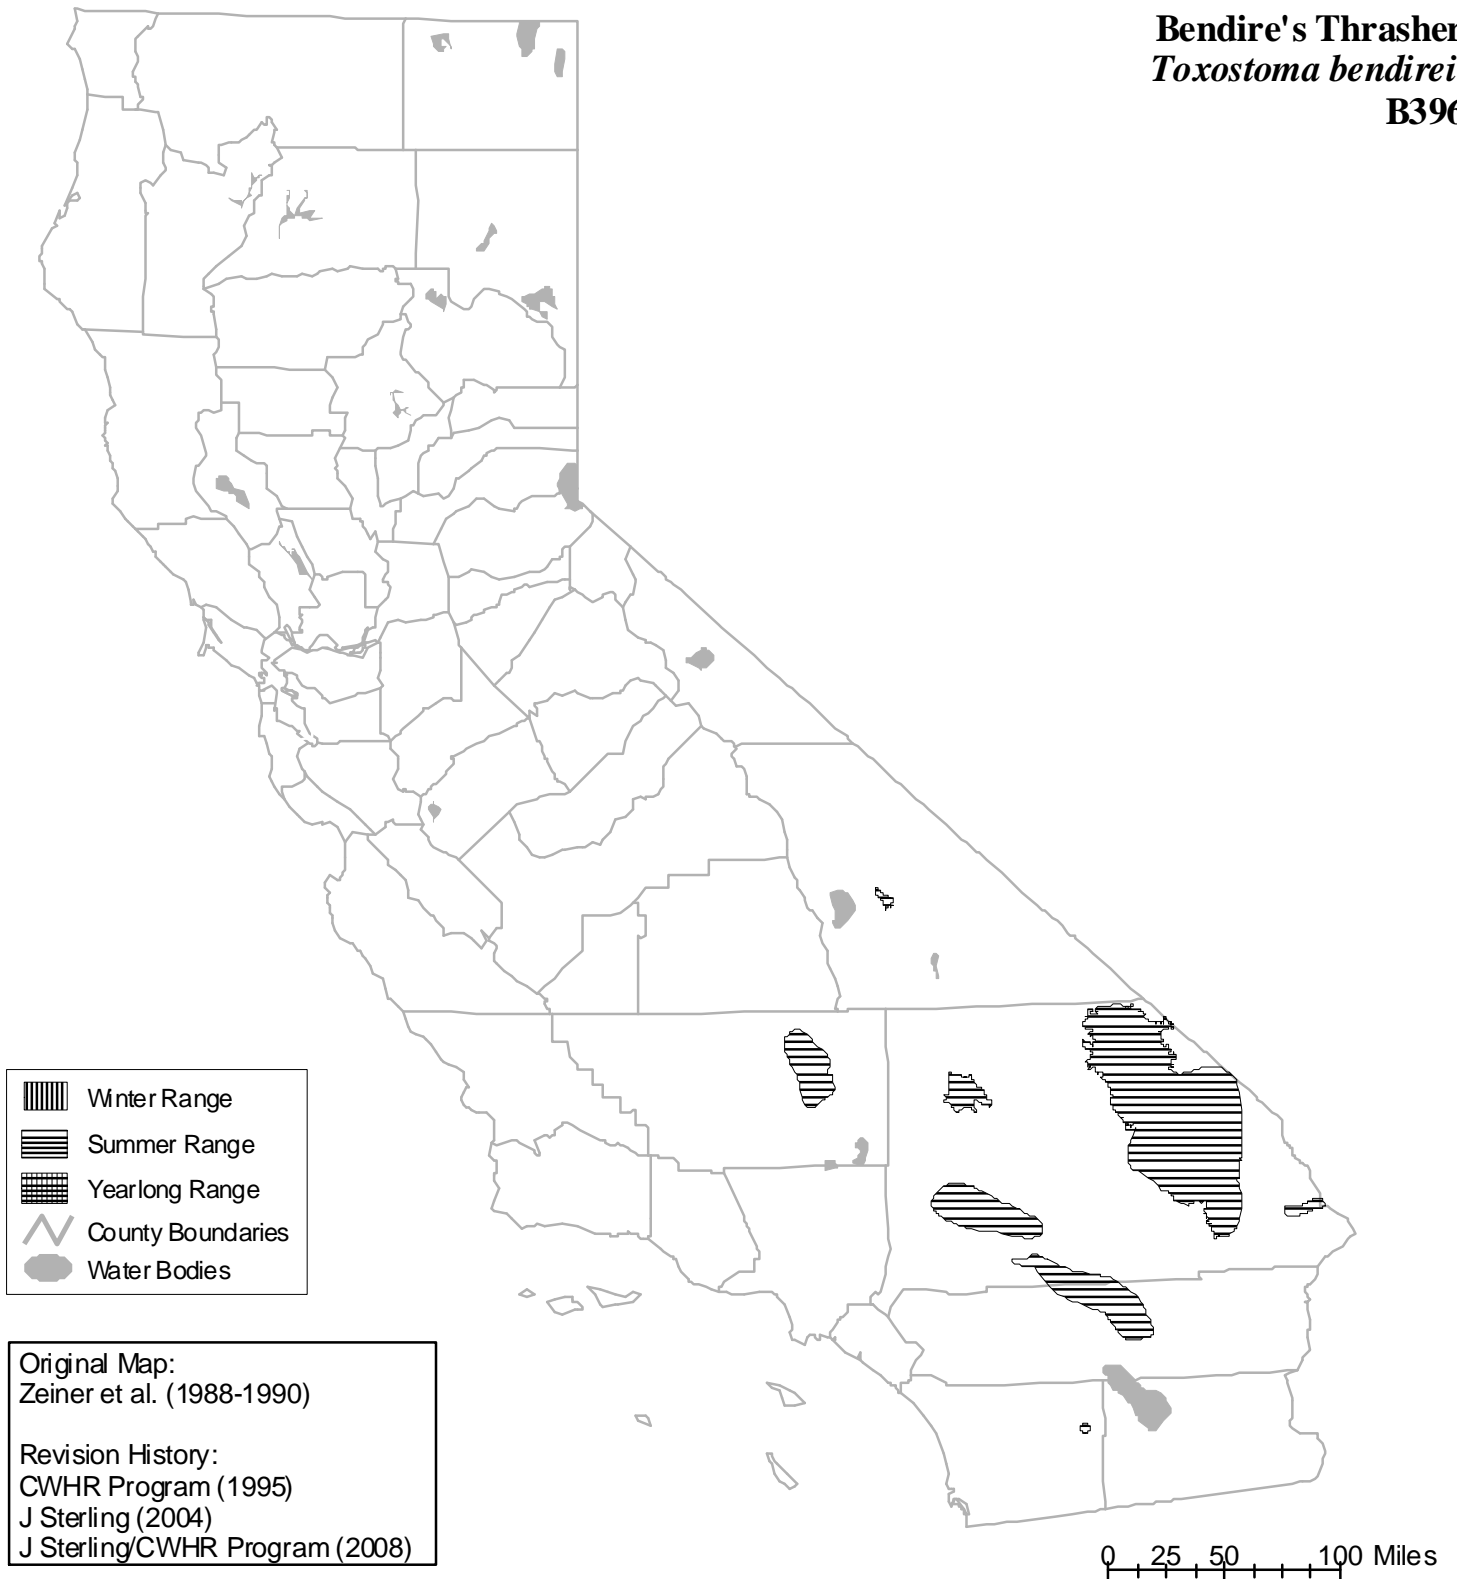 Bendire's Thrasher
Toxostoma bendirei
B396
Winter Range
Summer Range
Yearlong Range
County Boundaries
Water Bodies
Original Map:
Zeiner et al. (1988-1990)
Revision History:
CWHR Program (1995)
J Sterling (2004)
J Sterling/CWHR Program (2008)
0 25 50 100 Miles